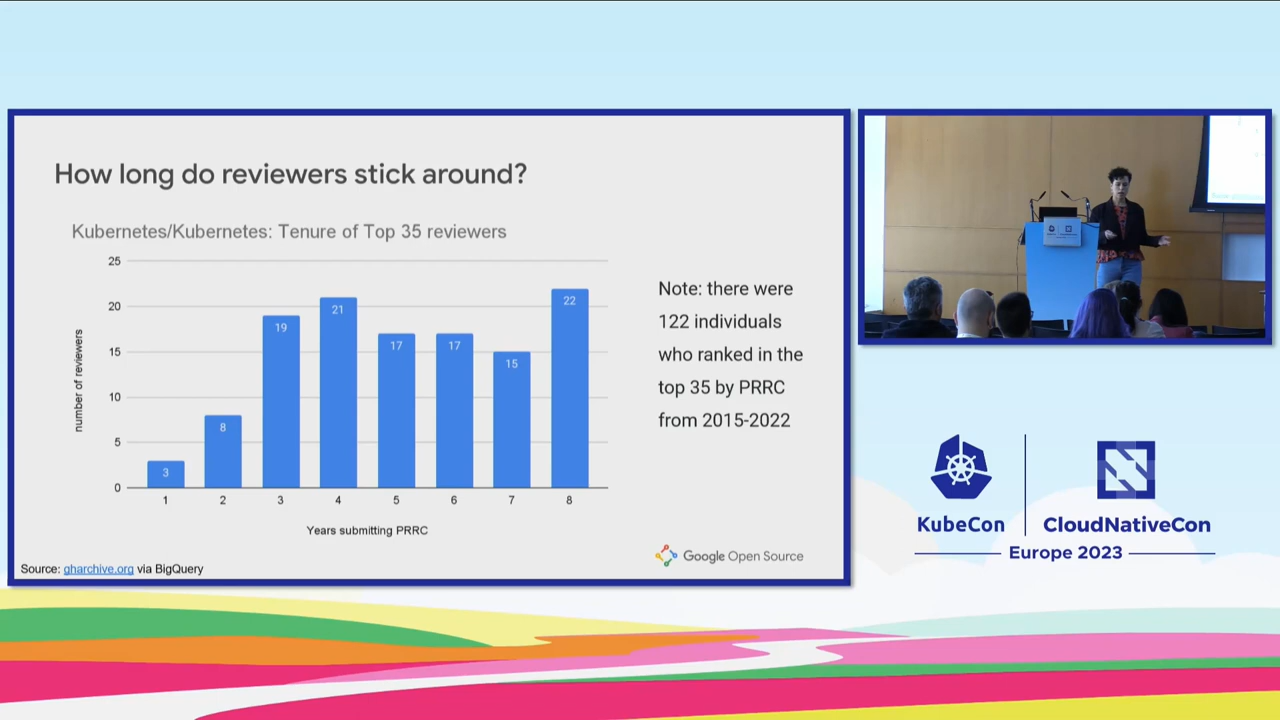 How long do reviewers stick around?
Kubernetes/Kubernetes: Tenure of Top 35 reviewers
number of reviewers
25
20
15
10
5
0
3
8
19
21
17
17
15
22
1
2
3
4
5
6
7
8
Years submitting PRRC
Note: there were
122 individuals
who ranked in the
top 35 by PRRC
from 2015-2022
Source: gharchive.org via BigQuery
Google Open Source
KubeCon
CloudNativeCon
Europe 2023